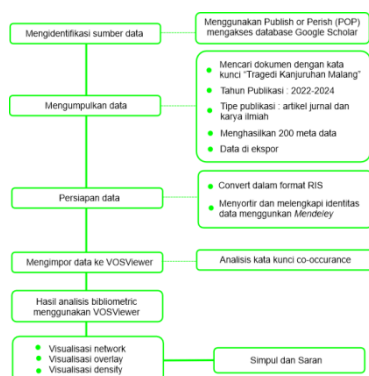 Mengidentifikasi sumber data
Menggunakan Publish or Perish (POP)
mengakses database Google Scholar
Mengumpulkan data
Mencari dokumen dengan kata
kunci "Tragedi Kanjuruhan Malang"
Tahun Publikasi : 2022-2024
Tipe publikasi : artikel jurnal dan
karya ilmiah
Menghasilkan 200 meta data
Data di ekspor
Persiapan data
Convert dalam format RIS
Menyortir dan melengkapi identitas
data menggunkan Mendeley
Mengimpor data ke VOSViewer
Analisis kata kunci co-occurance
Hasil analisis bibliometric
menggunakan VOSViewer
Visualisasi network
Visualisasi overlay
Visualisasi density
Simpul dan Saran